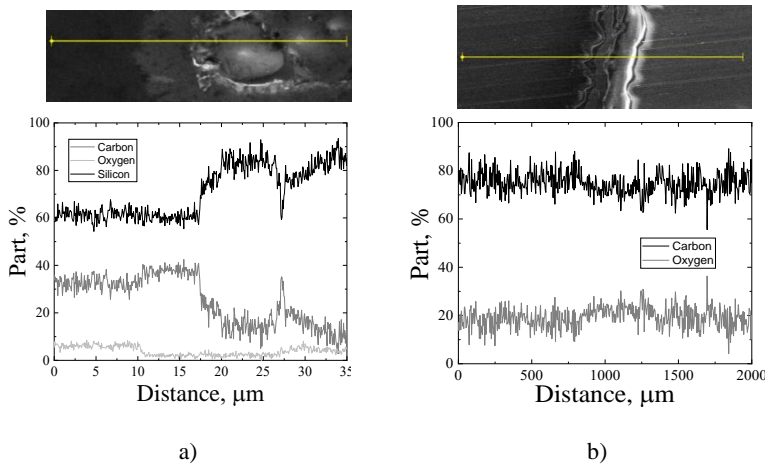 100
80
60
40
20
0
Part, %
Carbon
Oxygen
Silicon
0 5 10 15 20 25 30 35
Distance, μm
a)
100
80
60
40
20
0
Part, %
Carbon
Oxygen
0 500 1000 1500 2000
Distance, μm
b)